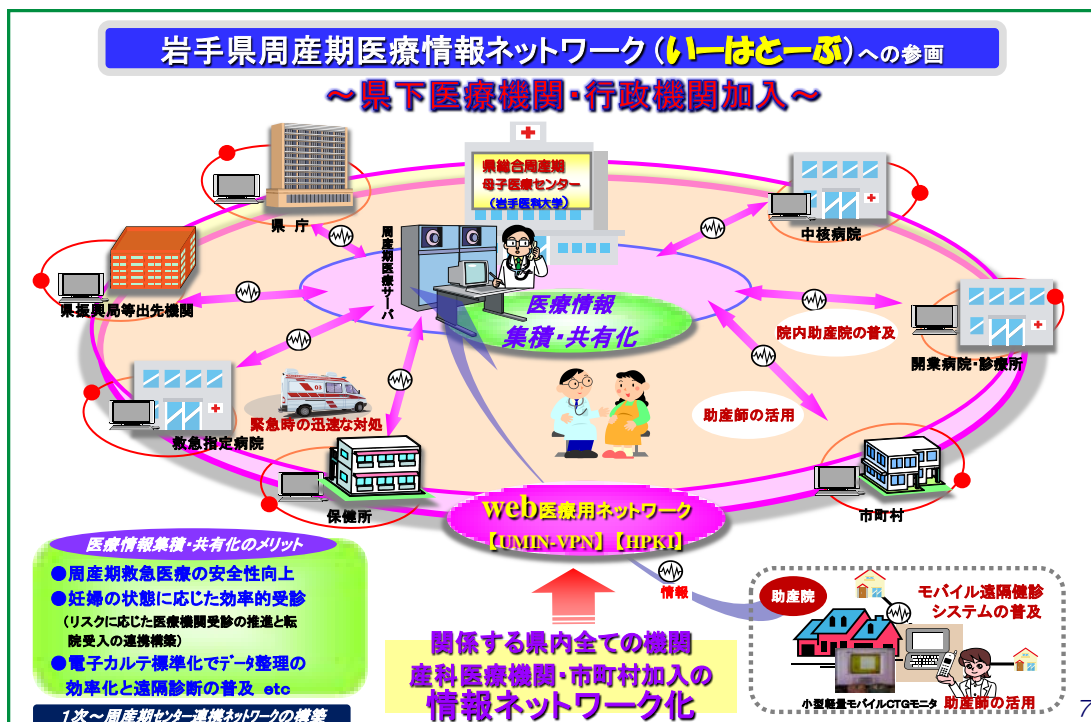 岩手県周産期医療情報ネットワーク(いーはとーぶ)への参画
～県下医療機関・行政機関加入～
県総合周産期
母子医療センター
(岩手医科大学)
県 庁
中核病院
周産期医療サーバ
県振興局等出先機関
医療情報
集積・共有化
院内助産院の普及
開業病院・診療所
救急指定病院
緊急時の迅速な対処
助産師の活用
保健所
市町村
web医療用ネットワーク
【UMIN-VPN】【HPKI】
情報
医療情報集積・共有化のメリット
●周産期救急医療の安全性向上
●妊婦の状態に応じた効率的受診
(リスクに応じた医療機関受診の推進と転
院受入の連携構築)
●電子カルテ標準化でデータ整理の
効率化と遠隔診断の普及 etc
1次～周産期センター連携ネットワークの構築
関係する県内全ての機関
産科医療機関・市町村加入の
情報ネットワーク化
助産院
モバイル遠隔健診
システムの普及
小型軽量モバイルCTGモニタ
助産師の活用
7